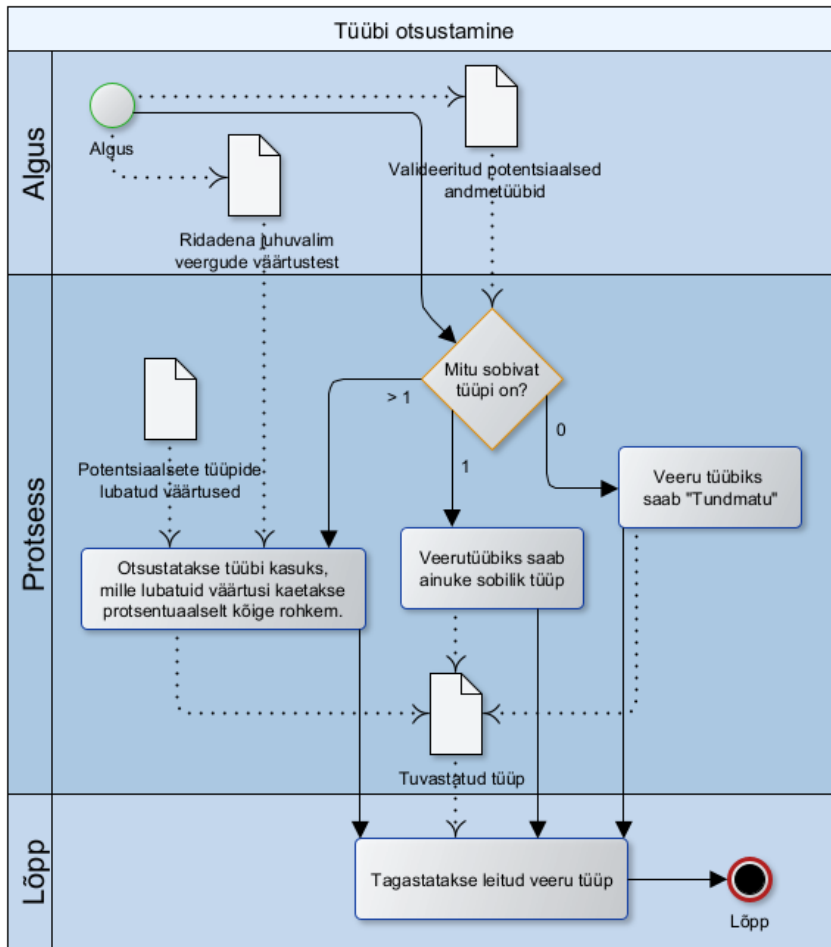 Tüübi otsustamine
Algus
Algus
Valideeritud potentsiaalsed
andmetüübid
Ridadena juhuvalim
veergude väärtustest
Protsess
Mitu sobivat
tüüpi on?
> 1
1
0
Potentsiaalsete tüüpide
lubatud väärtused
Veeru tüübiks
saab "Tundmatu"
Otsustatakse tüübi kasuks,
mille lubatuid väärtusi kaetakse
protsentuaalselt kõige rohkem.
Veerutüübiks saab
ainuke sobilik tüüp
Tuvastatud tüüp
Lõpp
Tagastatakse leitud veeru tüüp
Lõpp